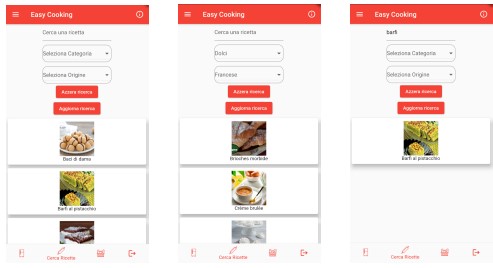 Easy Cooking
Cerca una ricetta
Seleziona Categoria
Seleziona Origine
Azzera ricerca
Aggiorna ricerca
Baci di dama
Barfi al pistacchio
Cerca Ricette
Easy Cooking
Cerca una ricetta
Dolci
Francese
Azzera ricerca
Aggiorna ricerca
Brioches morbide
Crème brulée
Cerca Ricette
Easy Cooking
barfi
Seleziona Categoria
Seleziona Origine
Azzera ricerca
Aggiorna ricerca
Barfi al pistacchio
Cerca Ricette